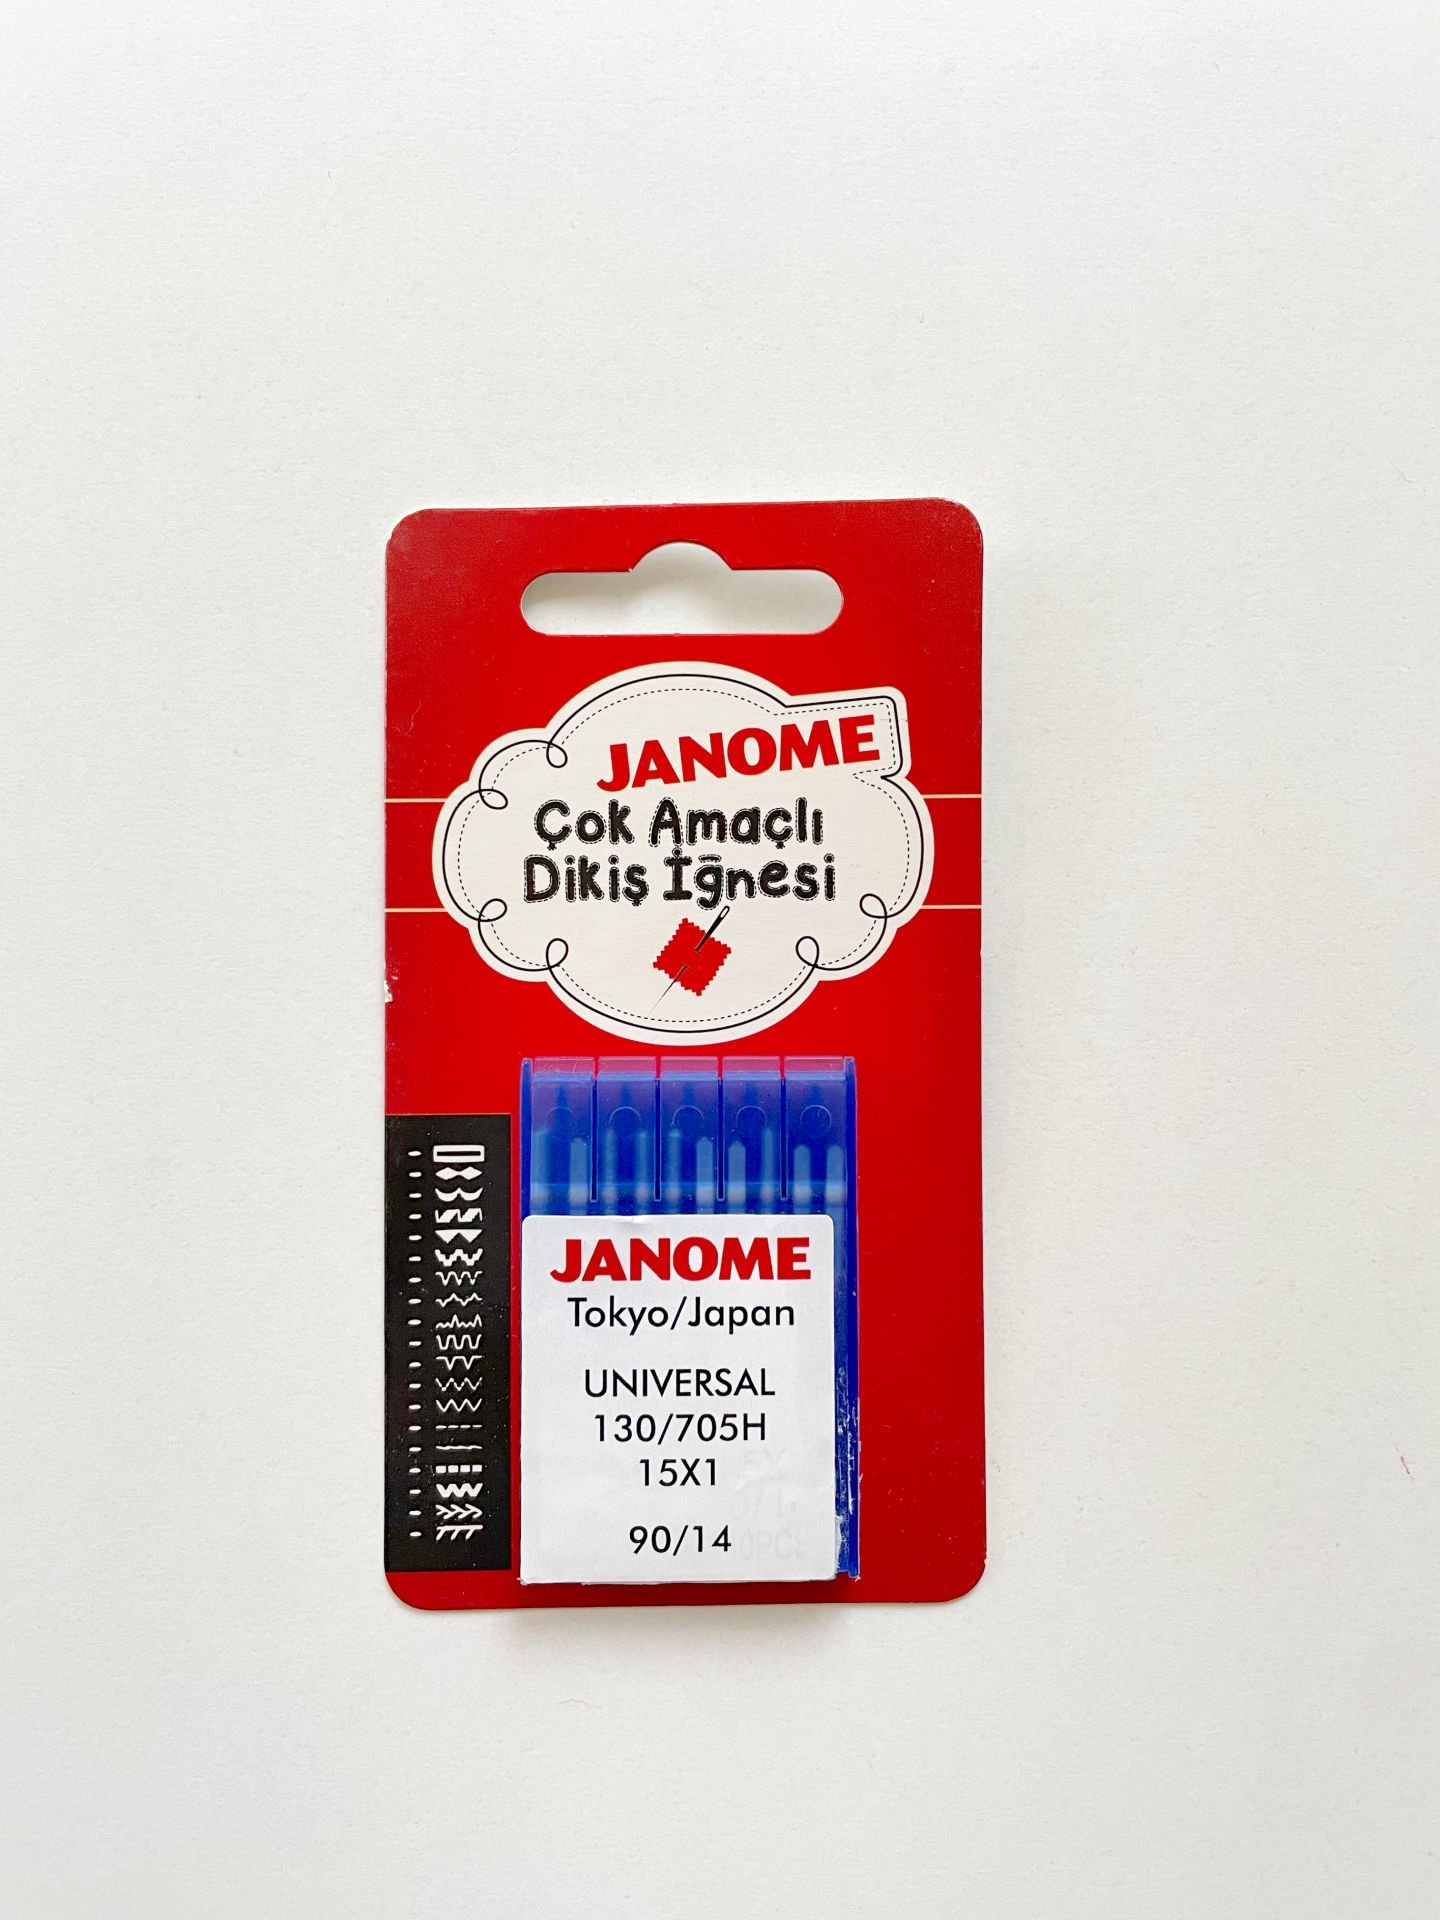 JANOME
Çok Amaçlı
Dikiş İğnesi
JANOME
Tokyo/Japan
UNIVERSAL
130/705H
15X1
90/14